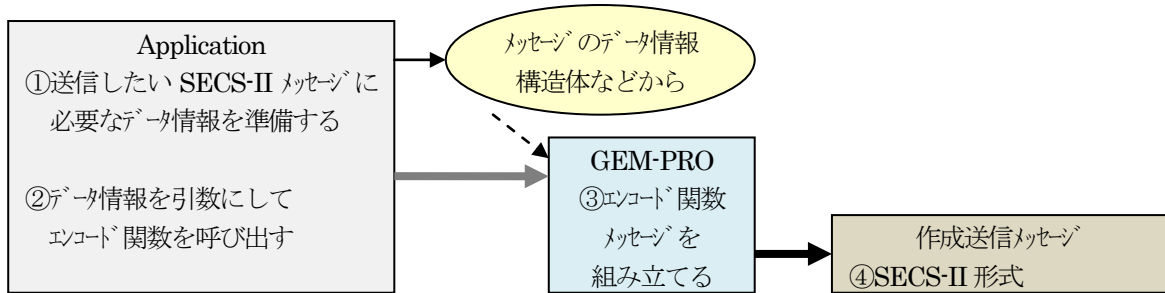 Application
①送信したい SECS-II ﾒｯｾｰｼﾞに
必要なﾃﾞｰﾀ情報を準備する
②ﾃﾞｰﾀ情報を引数にして
ｴﾝｺｰﾄﾞ関数を呼び出す
ﾒｯｾｰｼﾞのﾃﾞｰﾀ情報
構造体などから
GEM-PRO
③ｴﾝｺｰﾄﾞ関数
ﾒｯｾｰｼﾞを
組み立てる
作成送信ﾒｯｾｰｼﾞ
④SECS-II 形式